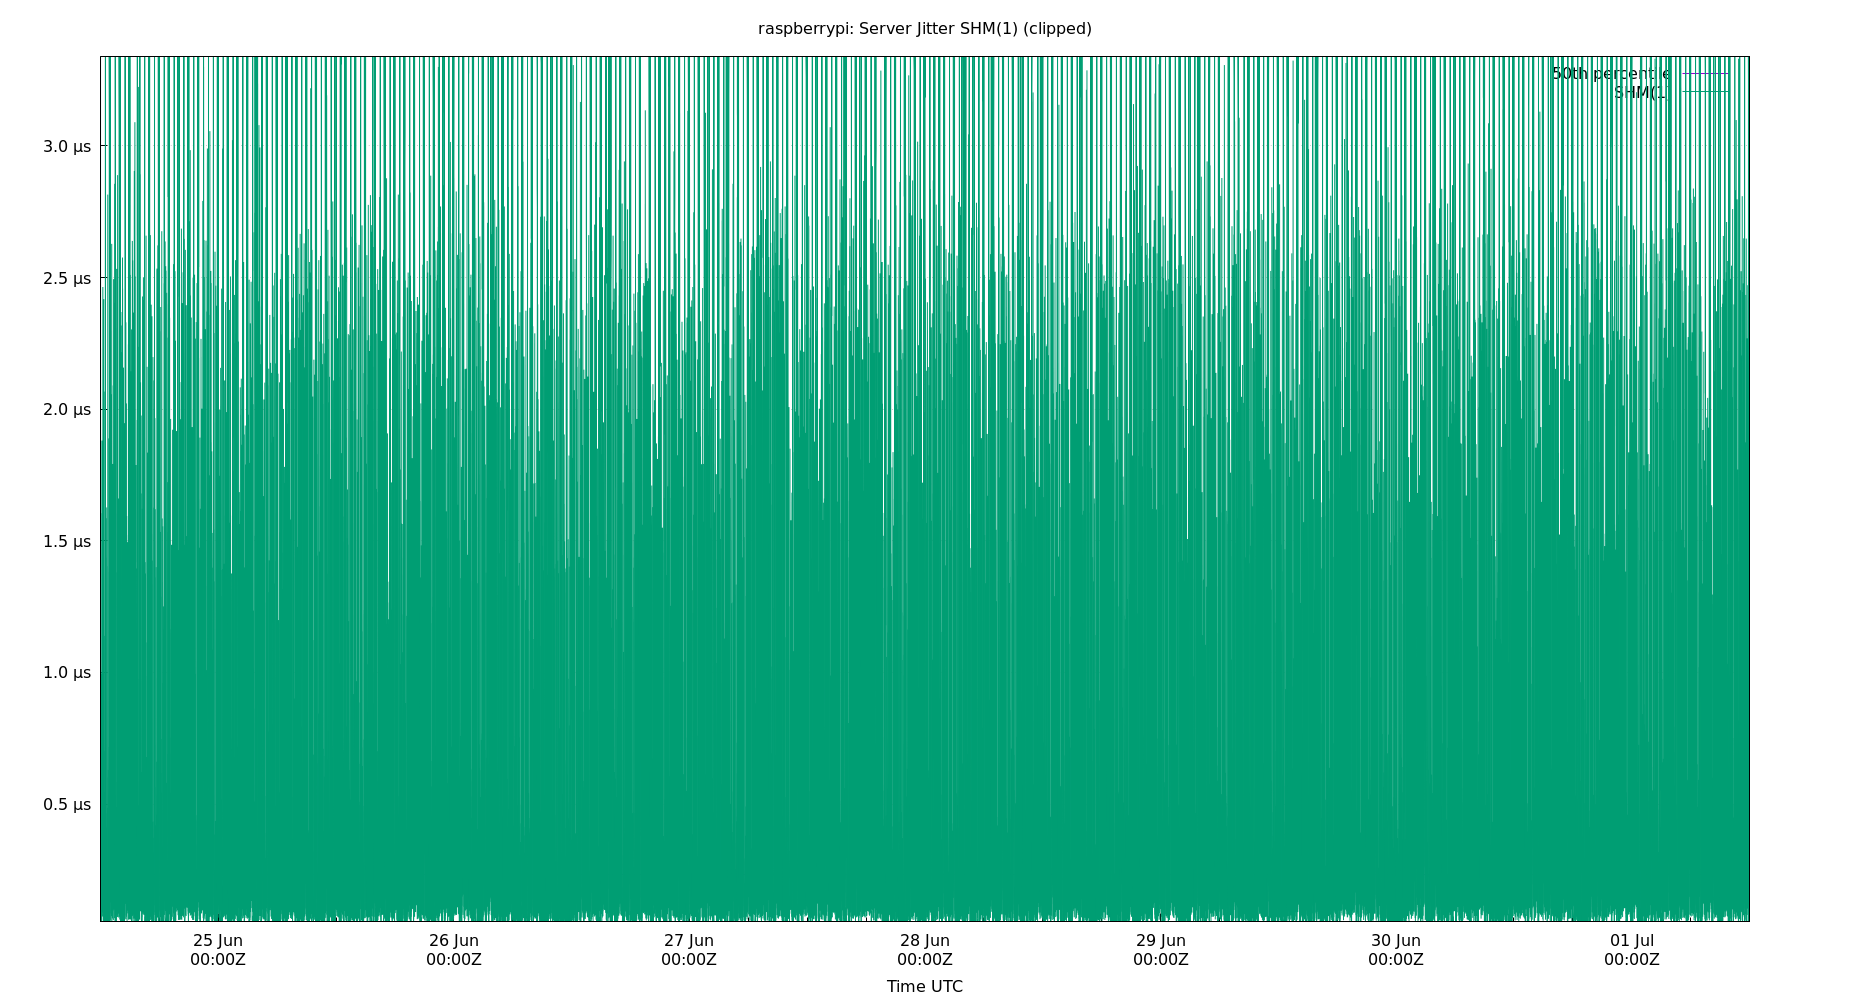 raspberrypi: Server Jitter SHM(1) (clipped)
50th percentile
SHM(1)
3.0 μs
2.5 μs
2.0 μs
1.5 μs
1.0 μs
0.5 μs
25 Jun 26 Jun 27 Jun 28 Jun 29 Jun 30 Jun 01 Jul
00:00Z 00:00Z 00:00Z 00:00Z 00:00Z 00:00Z 00:00Z
Time UTC